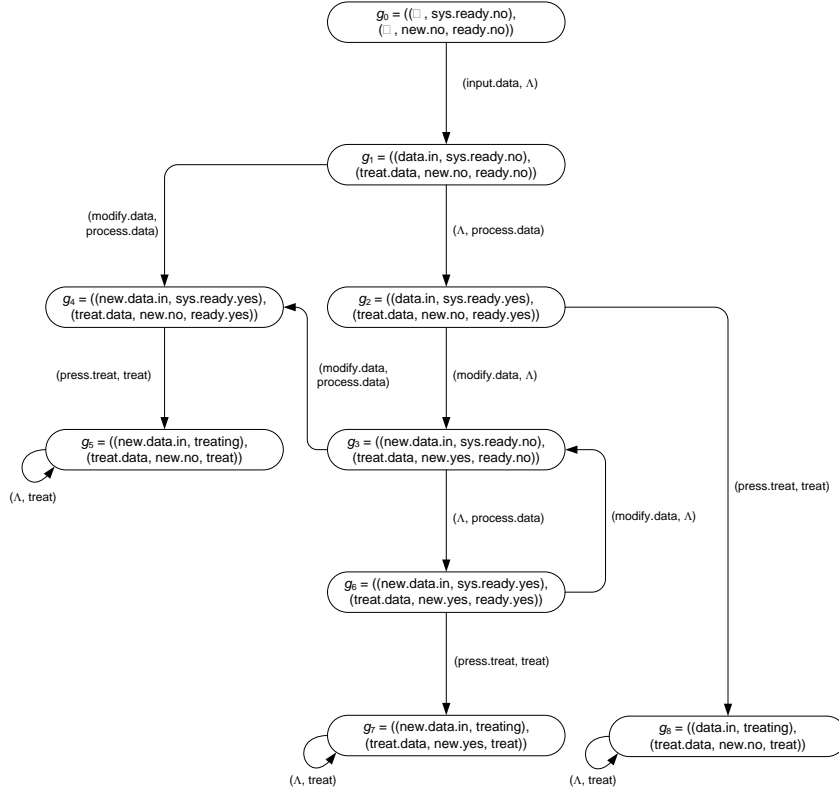 g0 = ((□ , sys.ready.no),
(□ , new.no, ready.no))
(input.data, Λ)
g1 = ((data.in, sys.ready.no),
(treat.data, new.no, ready.no))
(modify.data,
process.data)
(Λ, process.data)
g4 = ((new.data.in, sys.ready.yes),
(treat.data, new.no, ready.yes))
g2 = ((data.in, sys.ready.yes),
(treat.data, new.no, ready.yes))
(press.treat, treat)
(modify.data,
process.data)
(modify.data, Λ)
g5 = ((new.data.in, treating),
(treat.data, new.no, treat))
g3 = ((new.data.in, sys.ready.no),
(treat.data, new.yes, ready.no))
(Λ, treat)
(press.treat, treat)
(Λ, process.data)
(modify.data, Λ)
g6 = ((new.data.in, sys.ready.yes),
(treat.data, new.yes, ready.yes))
(press.treat, treat)
g7 = ((new.data.in, treating),
(treat.data, new.yes, treat))
g8 = ((data.in, treating),
(treat.data, new.no, treat))
(Λ, treat)
(Λ, treat)